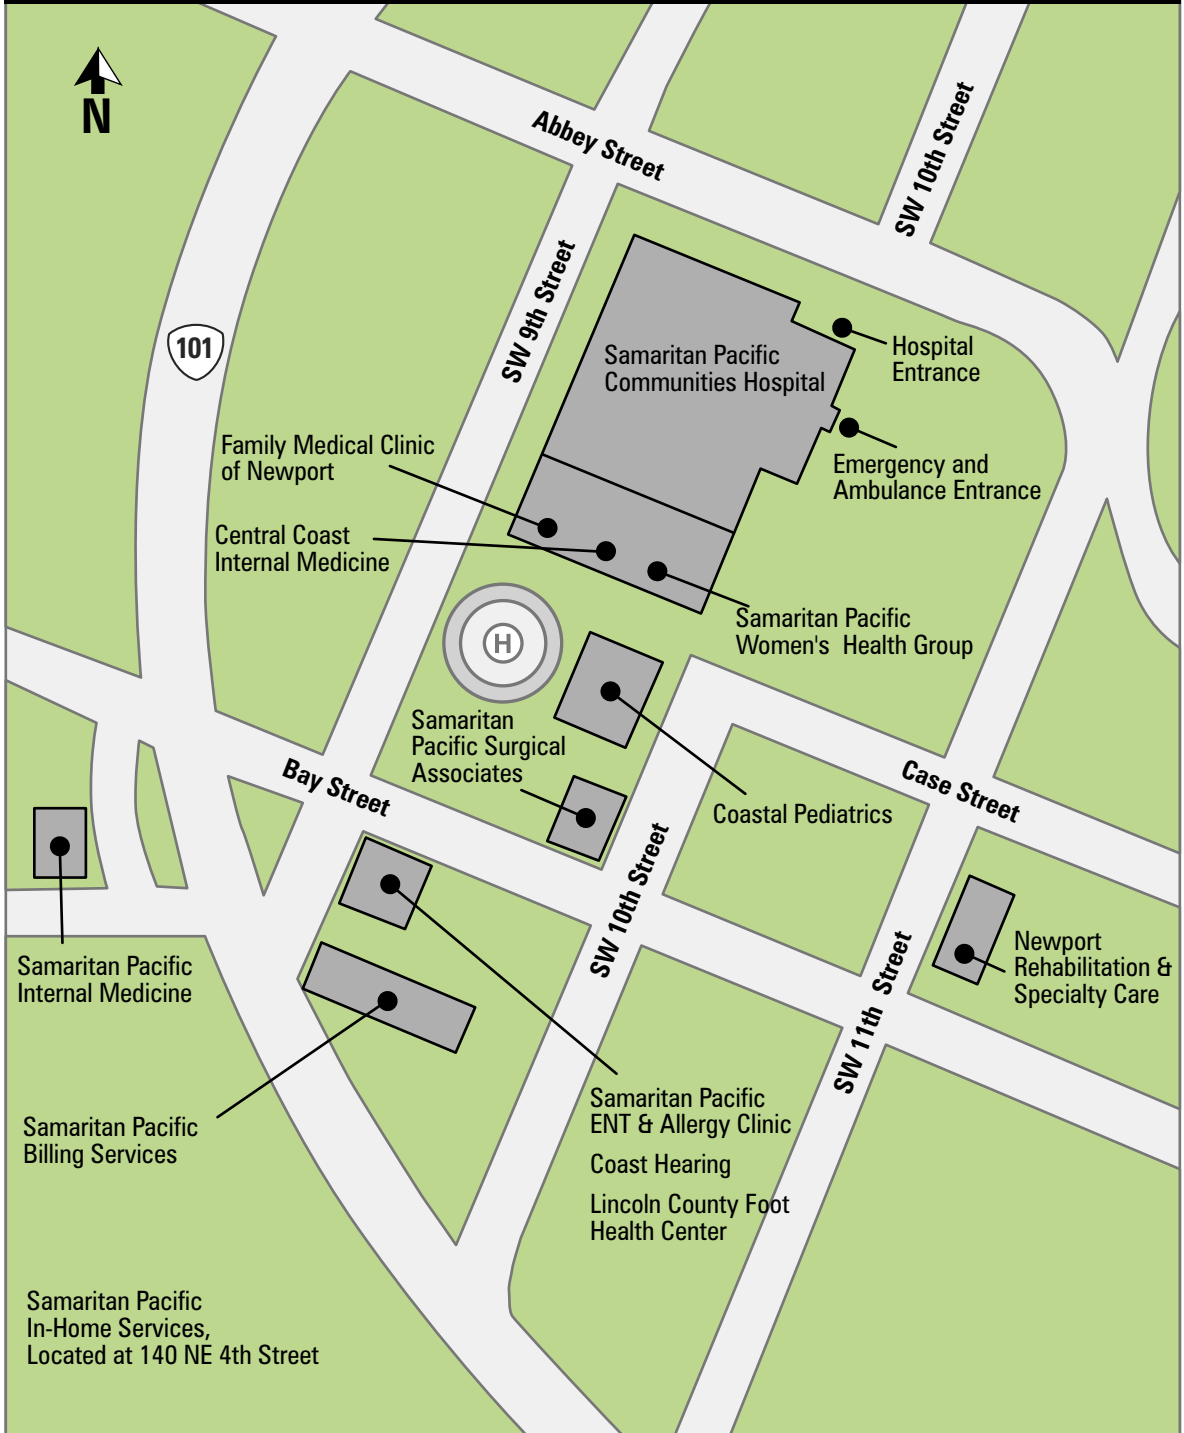 N
Abbey Street
SW 10th Street
SW 9th Street
101
Samaritan Pacific
Communities Hospital
Hospital
Entrance
Family Medical Clinic
of Newport
Emergency and
Ambulance Entrance
Central Coast
Internal Medicine
Samaritan Pacific
Women's  Health Group
H
Samaritan
Pacific Surgical
Associates
Bay Street
Case Street
Coastal Pediatrics
SW 10th Street
Samaritan Pacific
Internal Medicine
Newport
Rehabilitation &
Specialty Care
SW 11th Street
Samaritan Pacific
ENT & Allergy Clinic
Coast Hearing
Lincoln County Foot
Health Center
Samaritan Pacific
Billing Services
Samaritan Pacific
In-Home Services,
Located at 140 NE 4th Street